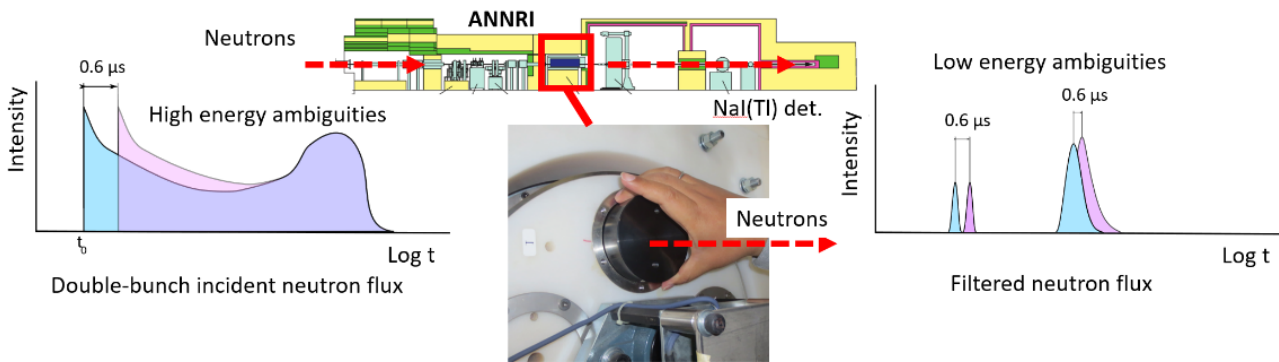 ANNRI
Neutrons
0.6 μs
High energy ambiguities
Intensity
t₀
Log t
Double-bunch incident neutron flux
NaI(Tl) det.
Neutrons
Low energy ambiguities
0.6 μs
0.6 μs
Intensity
Log t
Filtered neutron flux